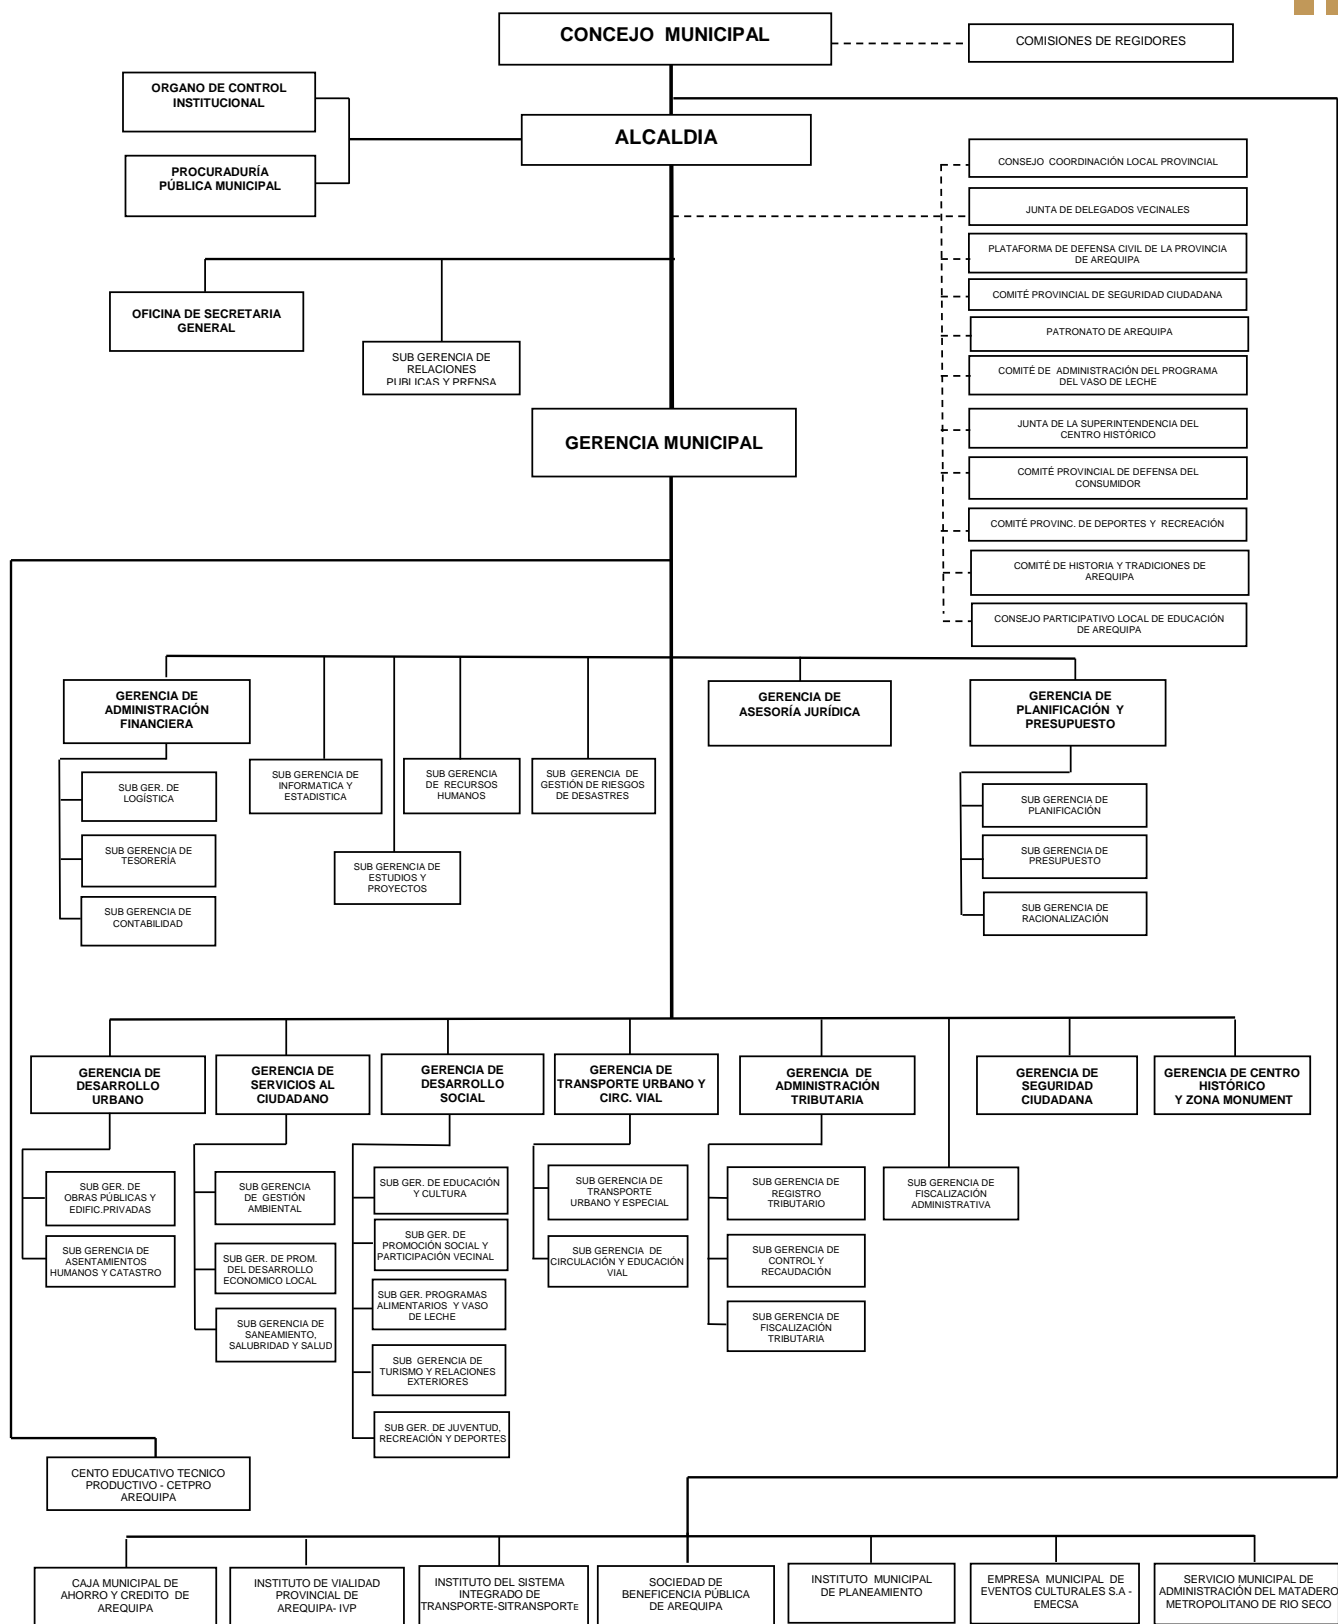 CONCEJO MUNICIPAL
COMISIONES DE REGIDORES
ORGANO DE CONTROL
INSTITUCIONAL
ALCALDIA
PROCURADURÍA
PÚBLICA MUNICIPAL
CONSEJO COORDINACIÓN LOCAL PROVINCIAL
JUNTA DE DELEGADOS VECINALES
PLATAFORMA DE DEFENSA CIVIL DE LA PROVINCIA
DE AREQUIPA
COMITÉ PROVINCIAL DE SEGURIDAD CIUDADANA
PATRONATO DE AREQUIPA
COMITÉ DE ADMINISTRACIÓN DEL PROGRAMA
DEL VASO DE LECHE
JUNTA DE LA SUPERINTENDENCIA DEL
CENTRO HISTÓRICO
COMITÉ PROVINCIAL DE DEFENSA DEL
CONSUMIDOR
COMITÉ PROVINC. DE DEPORTES Y RECREACIÓN
COMITÉ DE HISTORIA Y TRADICIONES DE
AREQUIPA
CONSEJO PARTICIPATIVO LOCAL DE EDUCACIÓN
DE AREQUIPA
OFICINA DE SECRETARIA
GENERAL
SUB GERENCIA DE
RELACIONES
PUBLICAS Y PRENSA
GERENCIA MUNICIPAL
GERENCIA DE
ADMINISTRACIÓN
FINANCIERA
SUB GER. DE
LOGÍSTICA
SUB GERENCIA DE
TESORERÍA
SUB GERENCIA DE
CONTABILIDAD
SUB GERENCIA DE
INFORMATICA Y
ESTADISTICA
SUB GERENCIA DE
ESTUDIOS Y
PROYECTOS
SUB GERENCIA
DE RECURSOS
HUMANOS
SUB GERENCIA DE
GESTIÓN DE RIESGOS
DE DESASTRES
GERENCIA DE
ASESORÍA JURÍDICA
GERENCIA DE
PLANIFICACIÓN Y
PRESUPUESTO
SUB GERENCIA DE
PLANIFICACIÓN
SUB GERENCIA DE
PRESUPUESTO
SUB GERENCIA DE
RACIONALIZACIÓN
GERENCIA DE
DESARROLLO
URBANO
SUB GER. DE
OBRAS PÚBLICAS Y
EDIFIC.PRIVADAS
SUB GERENCIA DE
ASENTAMIENTOS
HUMANOS Y CATASTRO
GERENCIA DE
SERVICIOS AL
CIUDADANO
SUB GERENCIA
DE GESTIÓN
AMBIENTAL
SUB GER. DE PROM.
DEL DESARROLLO
ECONOMICO LOCAL
SUB GERENCIA DE
SANEAMIENTO,
SALUBRIDAD Y SALUD
GERENCIA DE
DESARROLLO
SOCIAL
SUB GER. DE EDUCACIÓN
Y CULTURA
SUB GER. DE
PROMOCIÓN SOCIAL Y
PARTICIPACIÓN VECINAL
SUB GER. PROGRAMAS
ALIMENTARIOS Y VASO
DE LECHE
SUB GERENCIA DE
TURISMO Y RELACIONES
EXTERIORES
SUB GER. DE JUVENTUD,
RECREACIÓN Y DEPORTES
GERENCIA DE
TRANSPORTE URBANO Y
CIRC. VIAL
SUB GERENCIA DE
TRANSPORTE
URBANO Y ESPECIAL
SUB GERENCIA DE
CIRCULACIÓN Y EDUCACIÓN
VIAL
GERENCIA DE
ADMINISTRACIÓN
TRIBUTARIA
SUB GERENCIA DE
REGISTRO
TRIBUTARIO
SUB GERENCIA DE
CONTROL Y
RECAUDACIÓN
SUB GERENCIA DE
FISCALIZACIÓN
TRIBUTARIA
SUB GERENCIA DE
FISCALIZACIÓN
ADMINISTRATIVA
GERENCIA DE
SEGURIDAD
CIUDADANA
GERENCIA DE CENTRO
HISTÓRICO
Y ZONA MONUMENT
CENTO EDUCATIVO TECNICO
PRODUCTIVO - CETPRO
AREQUIPA
CAJA MUNICIPAL DE
AHORRO Y CREDITO DE
AREQUIPA
INSTITUTO DE VIALIDAD
PROVINCIAL DE
AREQUIPA- IVP
INSTITUTO DEL SISTEMA
INTEGRADO DE
TRANSPORTE-SITRANSPORTE
SOCIEDAD DE
BENEFICENCIA PÚBLICA
DE AREQUIPA
INSTITUTO MUNICIPAL
DE PLANEAMIENTO
EMPRESA MUNICIPAL DE
EVENTOS CULTURALES S.A -
EMECSA
SERVICIO MUNICIPAL DE
ADMINISTRACIÓN DEL MATADERO
METROPOLITANO DE RIO SECO